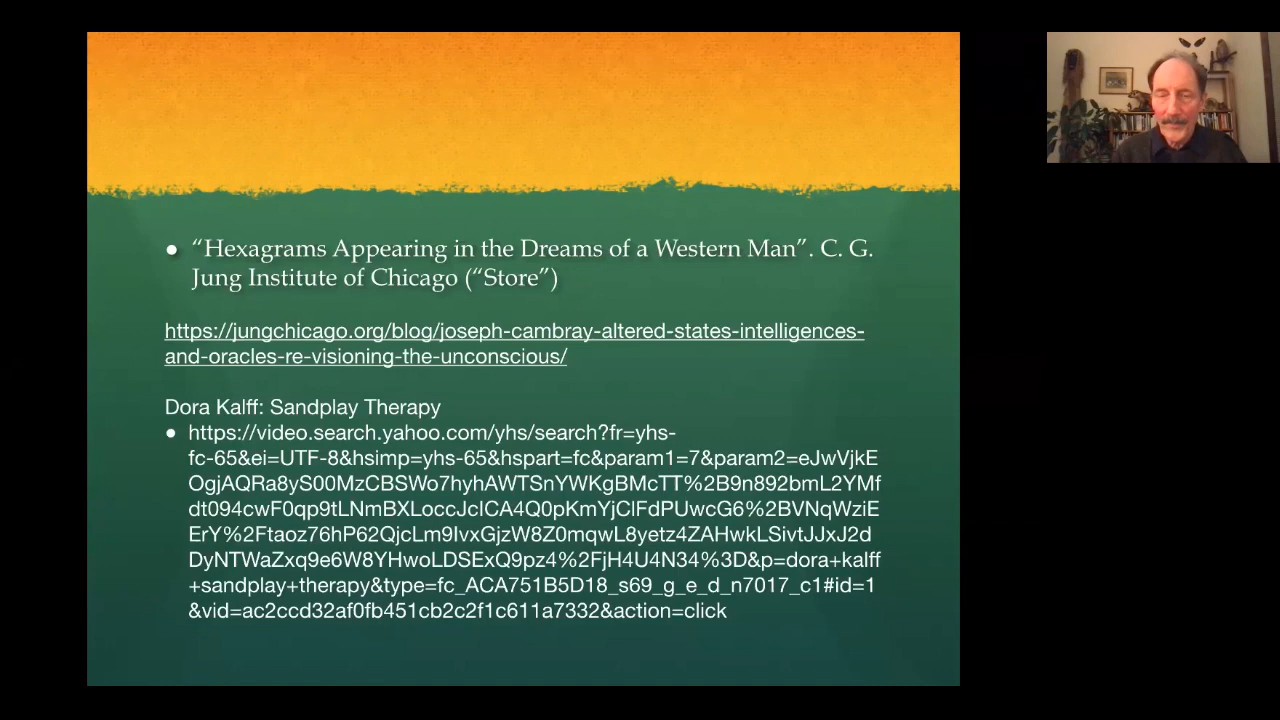 ● “Hexagrams Appearing in the Dreams of a Western Man”. C. G.
Jung Institute of Chicago (“Store”)
https://jungchicago.org/blog/joseph-cambray-altered-states-intelligences-
and-oracles-re-visioning-the-unconscious/
Dora Kalff: Sandplay Therapy
● https://video.search.yahoo.com/yhs/search?fr=yhs-
fc-65&ei=UTF-8&hsimp=yhs-65&hspart=fc&param1=7&param2=eJwVjkE
OgjAQRa8yS00MzCBSWo7hyhAWTSnYWKgBMcTT%2B9n892bmL2YMf
dt094cwF0qp9tLNmBXLoccJclCA4Q0pKmYjClFdPUwcG6%2BVNqWziE
ErY%2Ftaoz76hP62QjcLm9IvxGjzW8Z0mqwL8yetz4ZAHwkLSivtJJxJ2d
DyNTWaZxq9e6W8YHwoLDSExQ9pz4%2FjH4U4N34%3D&p=dora+kalff
+sandplay+therapy&type=fc_ACA751B5D18_s69_g_e_d_n7017_c1#id=1
&vid=ac2ccd32af0fb451cb2c2f1c611a7332&action=click